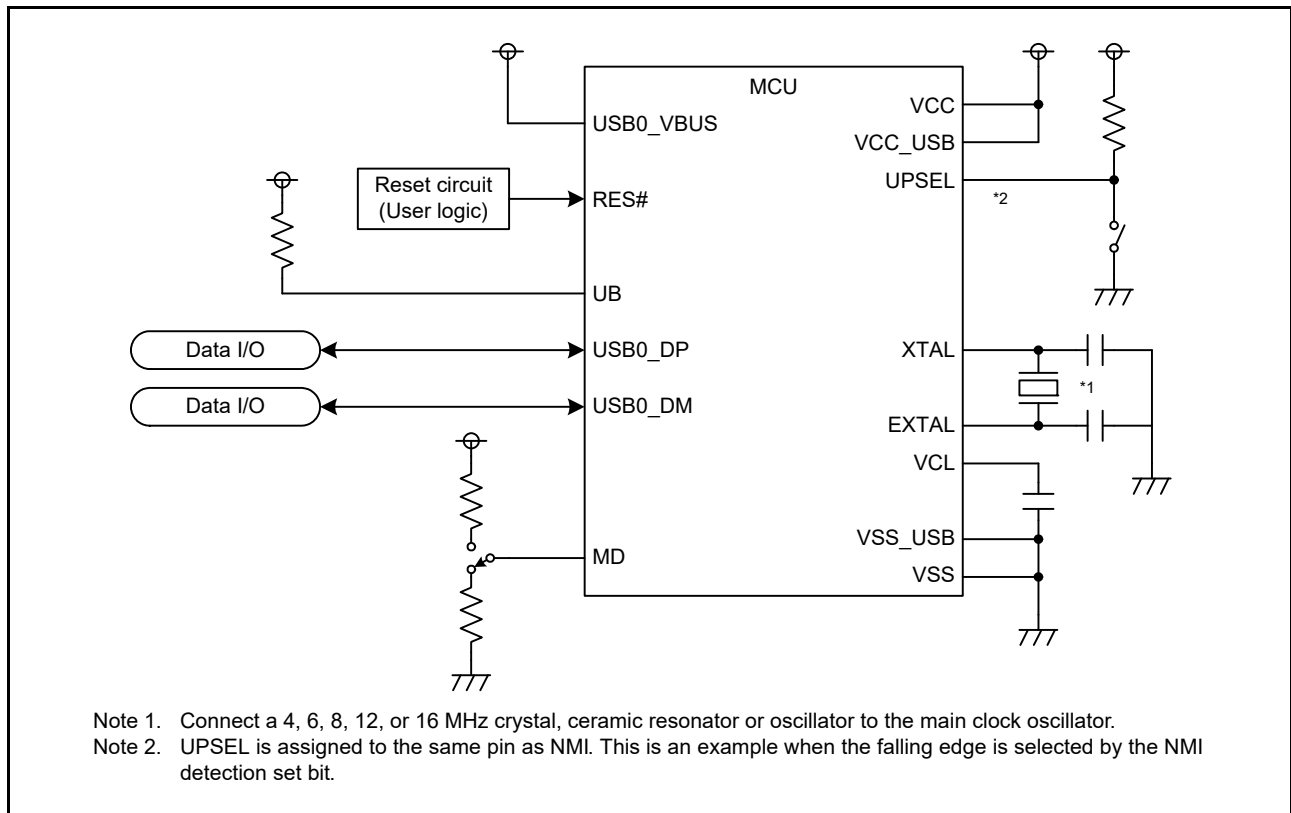 MCU
USB0_VBUS
VCC
VCC_USB
UPSEL
*2
Reset circuit
(User logic)
RES#
UB
Data I/O
USB0_DP
XTAL
*1
Data I/O
USB0_DM
EXTAL
VCL
VSS_USB
MD
VSS
Note 1. Connect a 4, 6, 8, 12, or 16 MHz crystal, ceramic resonator or oscillator to the main clock oscillator.
Note 2. UPSEL is assigned to the same pin as NMI. This is an example when the falling edge is selected by the NMI
detection set bit.